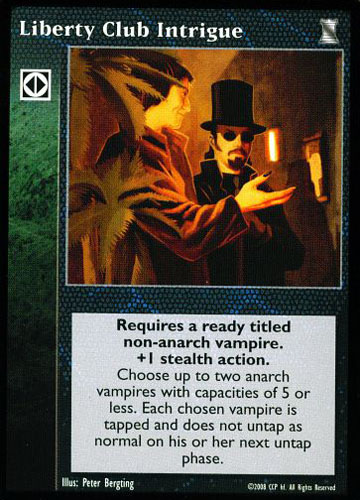 Liberty Club Intrigue
Requires a ready titled
non-anarch vampire.
+1 stealth action.
Choose up to two anarch
vampires with capacities of 5 or
less. Each chosen vampire is
tapped and does not untap as
normal on his or her next untap
phase.
Illus: Peter Bergting
©2008 CCP hf. All Rights Reserved